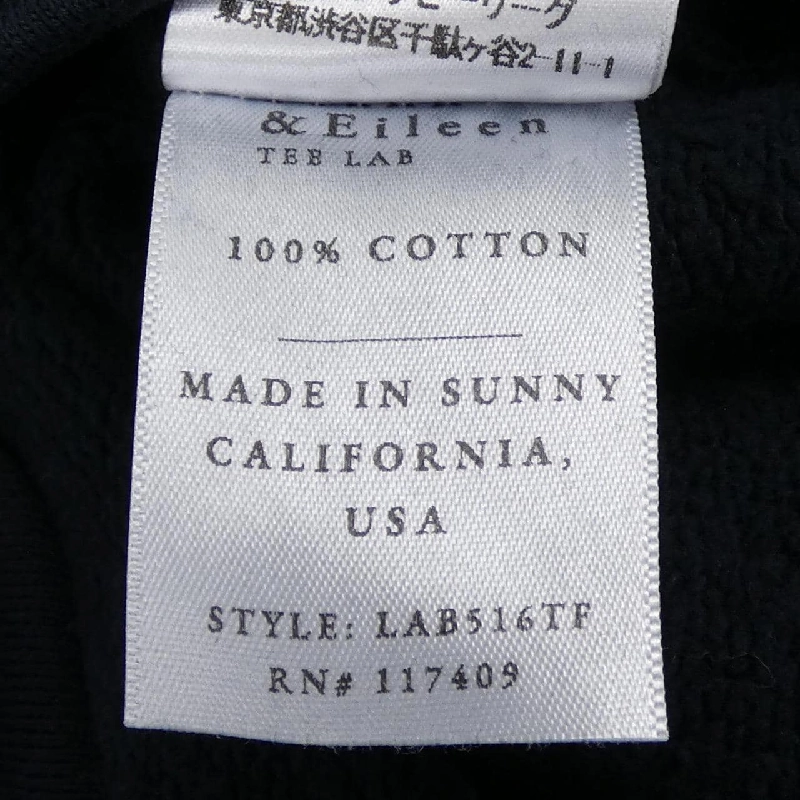 東京都渋谷区千駄ヶ谷2-11-1
& Eileen
TEE LAB
100% COTTON
MADE IN SUNNY
CALIFORNIA,
USA
STYLE: LAB516TF
RN# 117409